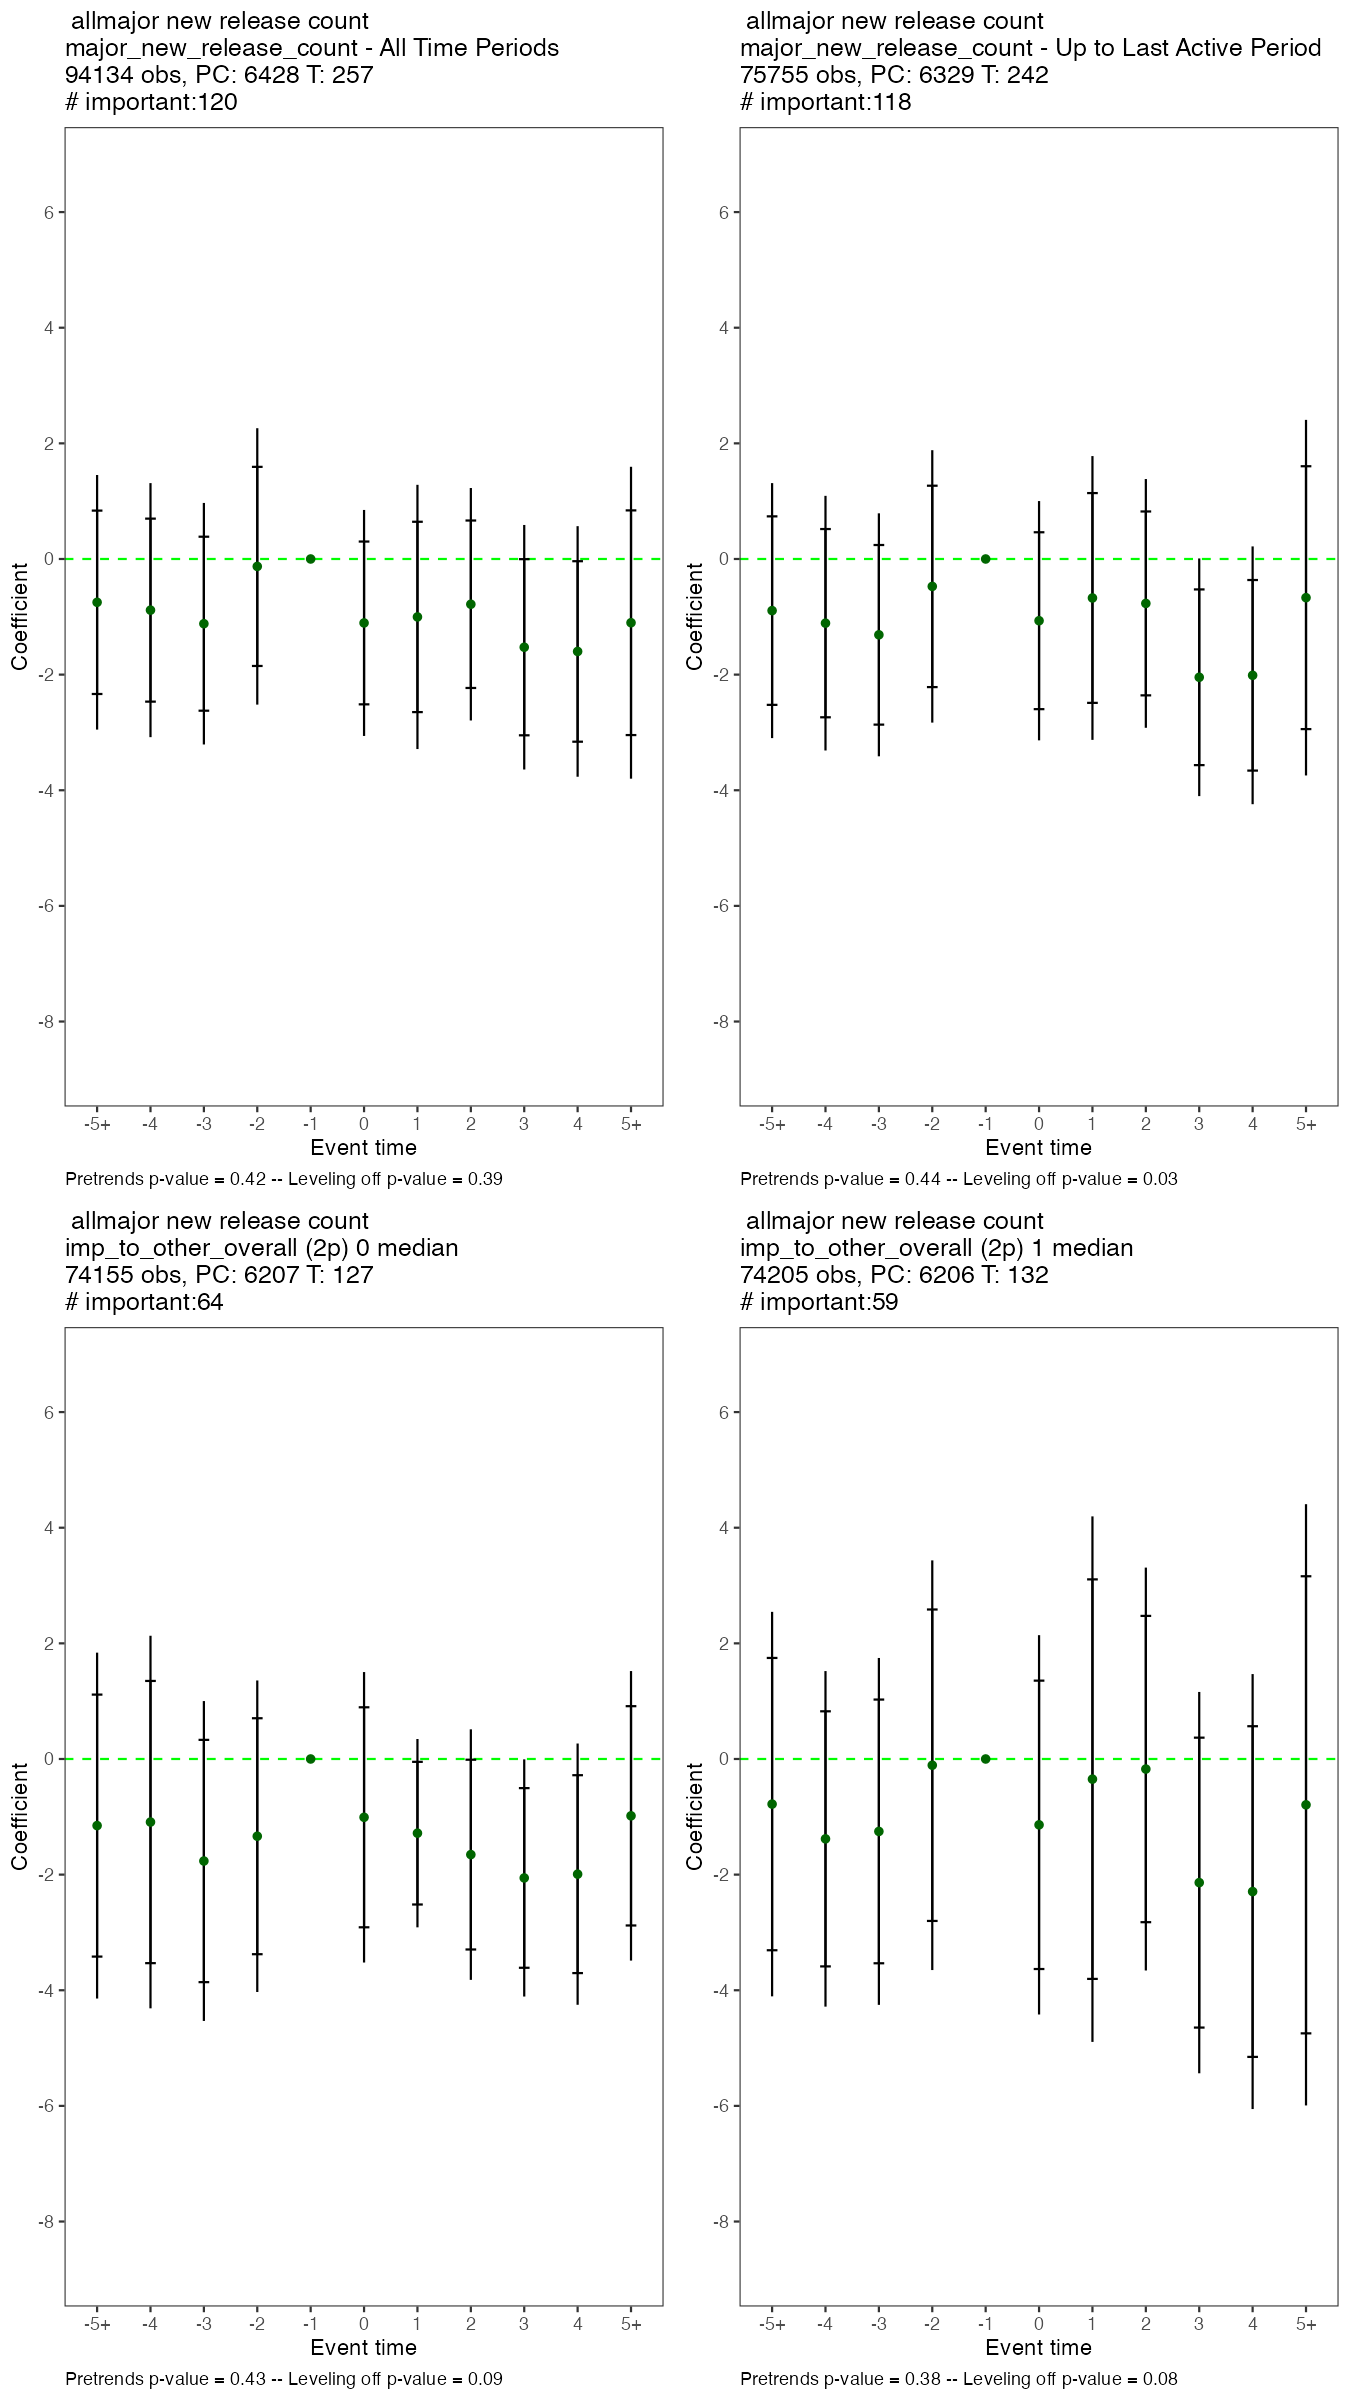 allmajor new release count
major_new_release_count - All Time Periods
94134 obs, PC: 6428 T: 257
# important:120
6
4
2
0
-2
-4
-6
-8
Coefficient
-5+ -4 -3 -2 -1 0 1 2 3 4 5+
Event time
Pretrends p-value = 0.42 -- Leveling off p-value = 0.39
allmajor new release count
major_new_release_count - Up to Last Active Period
75755 obs, PC: 6329 T: 242
# important:118
6
4
2
0
-2
-4
-6
-8
Coefficient
-5+ -4 -3 -2 -1 0 1 2 3 4 5+
Event time
Pretrends p-value = 0.44 -- Leveling off p-value = 0.03
allmajor new release count
imp_to_other_overall (2p) 0 median
74155 obs, PC: 6207 T: 127
# important:64
6
4
2
0
-2
-4
-6
-8
Coefficient
-5+ -4 -3 -2 -1 0 1 2 3 4 5+
Event time
Pretrends p-value = 0.43 -- Leveling off p-value = 0.09
allmajor new release count
imp_to_other_overall (2p) 1 median
74205 obs, PC: 6206 T: 132
# important:59
6
4
2
0
-2
-4
-6
-8
Coefficient
-5+ -4 -3 -2 -1 0 1 2 3 4 5+
Event time
Pretrends p-value = 0.38 -- Leveling off p-value = 0.08